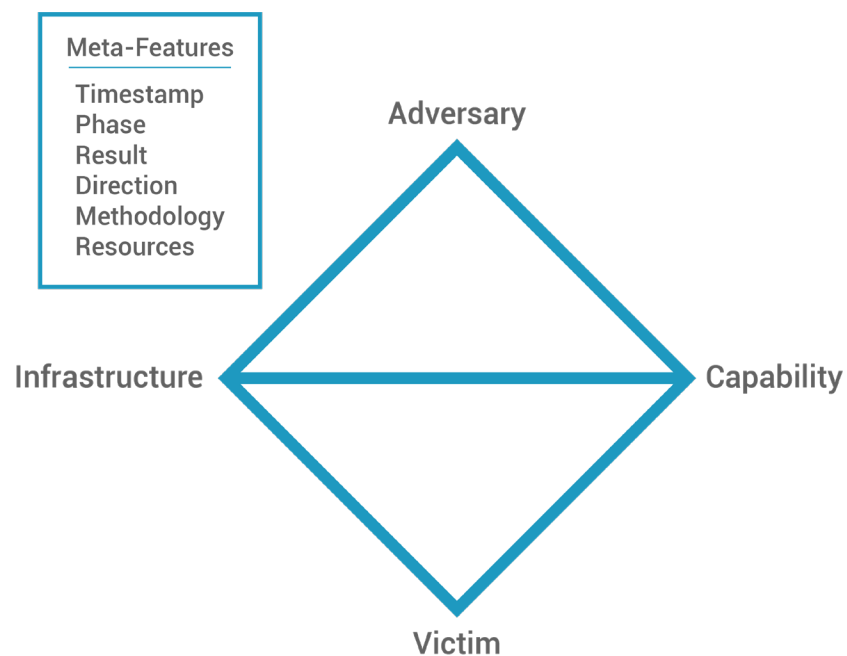 Meta-Features
Timestamp
Phase
Result
Direction
Methodology
Resources
Adversary
Infrastructure
Capability
Victim